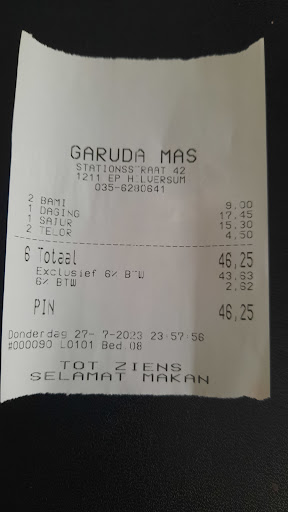 GARUDA MAS
STATIONSSTRAAT 42
1211 EP HILVERSUM
035-6280641
2 BAMI 9,00
1 DAGING 17,45
1 SATUR 15,30
2 TELOR 4,50
6 Totaal 46,25
Exclusief 6% BTW 43,63
6% BTW 2,62
PIN 46,25
Donderdag 27- 7-2023 23:57:56
#000090 L0101 Bed.08
TOT ZIENS
SELAMAT MAKAN